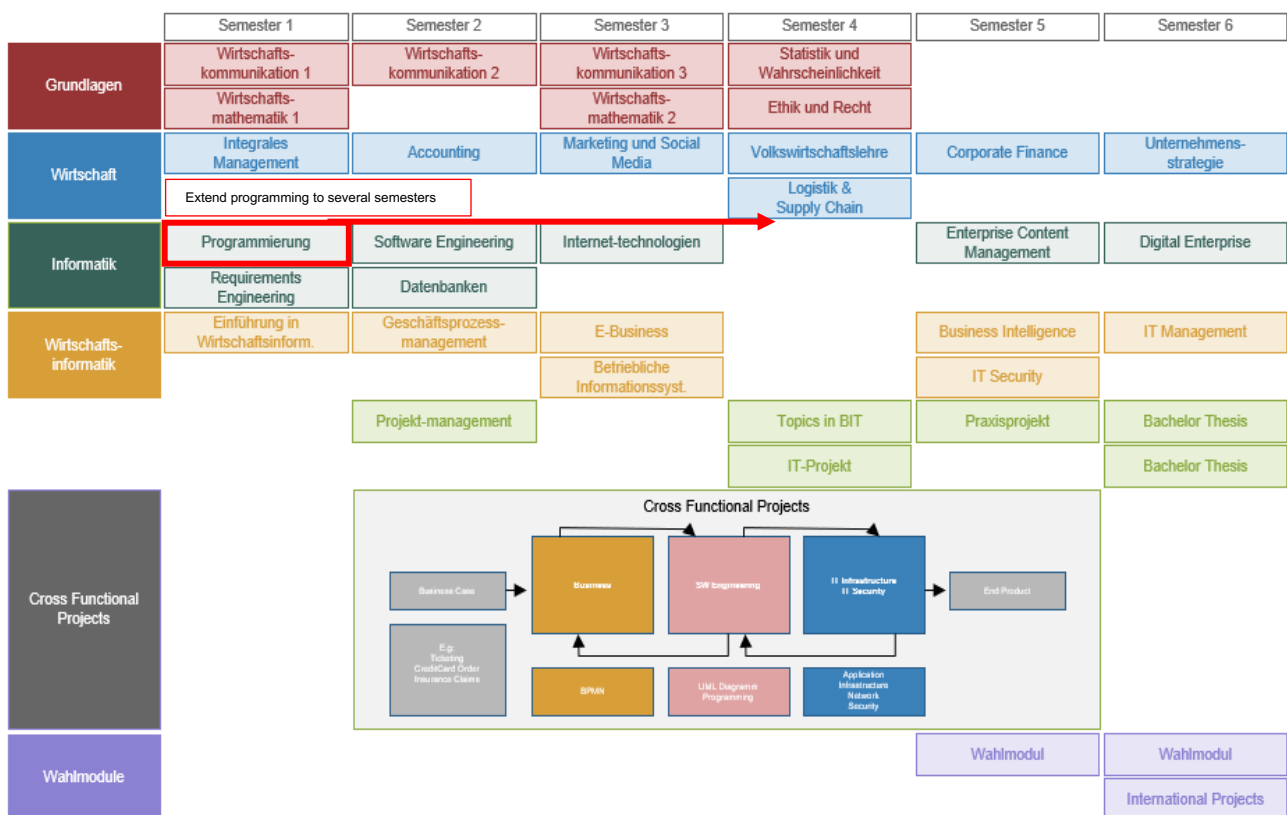 Semester 1
Semester 2
Semester 3
Semester 4
Semester 5
Semester 6
Grundlagen
Wirtschafts-
kommunikation 1
Wirtschafts-
kommunikation 2
Wirtschafts-
kommunikation 3
Statistik und
Wahrscheinlichkeit
Wirtschafts-
mathematik 1
Wirtschafts-
mathematik 2
Ethik und Recht
Wirtschaft
Integrales
Management
Accounting
Marketing und Social
Media
Volkswirtschaftslehre
Corporate Finance
Unternehmens-
strategie
Extend programming to several semesters
Logistik &
Supply Chain
Informatik
Programmierung
Software Engineering
Internet-technologien
Enterprise Content
Management
Digital Enterprise
Requirements
Engineering
Datenbanken
Wirtschafts-
informatik
Einführung in
Wirtschaftsinform.
Geschäftsprozess-
management
E-Business
Business Intelligence
IT Management
Betriebliche
Informationssyst.
IT Security
Projekt-management
Topics in BIT
Praxisprojekt
Bachelor Thesis
IT-Projekt
Bachelor Thesis
Cross Functional
Projects
Cross Functional Projects
Business Case
Business
SW Engineering
IT Infrastructure
IT Security
End Product
E.g:
Ticketing
CreditCard Order
Insurance Claims
BPMN
UML Diagramm
Programming
Application
Infrastructure
Network
Security
Wahlmodule
Wahlmodul
Wahlmodul
International Projects